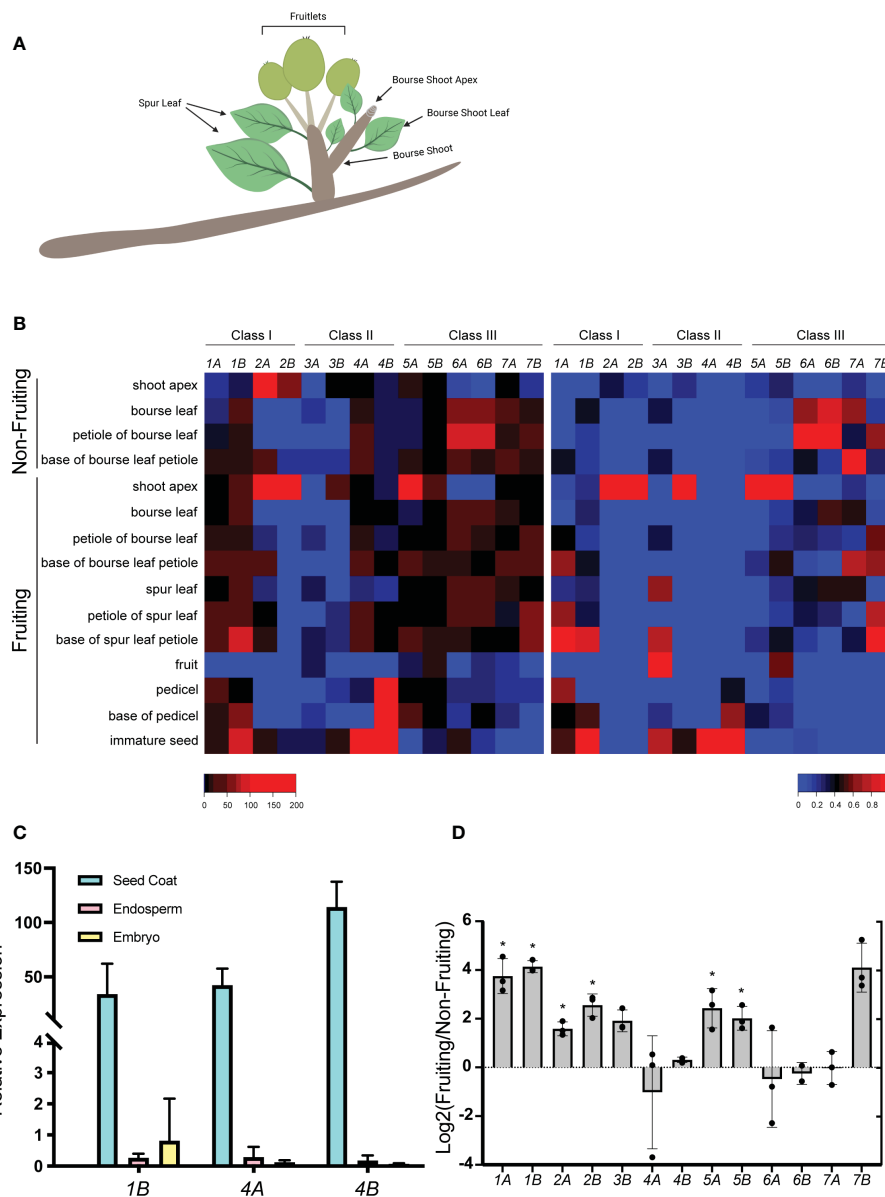 A
Fruitlets
Bourse Shoot Apex
Spur Leaf
Bourse Shoot Leaf
Bourse Shoot
B
Class I Class II Class III Class I Class II Class III
1A 1B 2A 2B 3A 3B 4A 4B 5A 5B 6A 6B 7A 7B 1A 1B 2A 2B 3A 3B 4A 4B 5A 5B 6A 6B 7A 7B
Non-Fruiting
shoot apex
bourse leaf
petiole of bourse leaf
base of bourse leaf petiole
Fruiting
shoot apex
bourse leaf
petiole of bourse leaf
base of bourse leaf petiole
spur leaf
petiole of spur leaf
base of spur leaf petiole
fruit
pedicel
base of pedicel
immature seed
0 50 100 150 200
0 0.2 0.4 0.6 0.8
C
150
100
50
4
3
2
1
0
Seed Coat
Endosperm
Embryo
1B 4A 4B
D
Log2(Fruiting/Non-Fruiting)
6
4
2
0
-2
-4
* * * * * *
1A 1B 2A 2B 3B 4A 4B 5A 5B 6A 6B 7A 7B